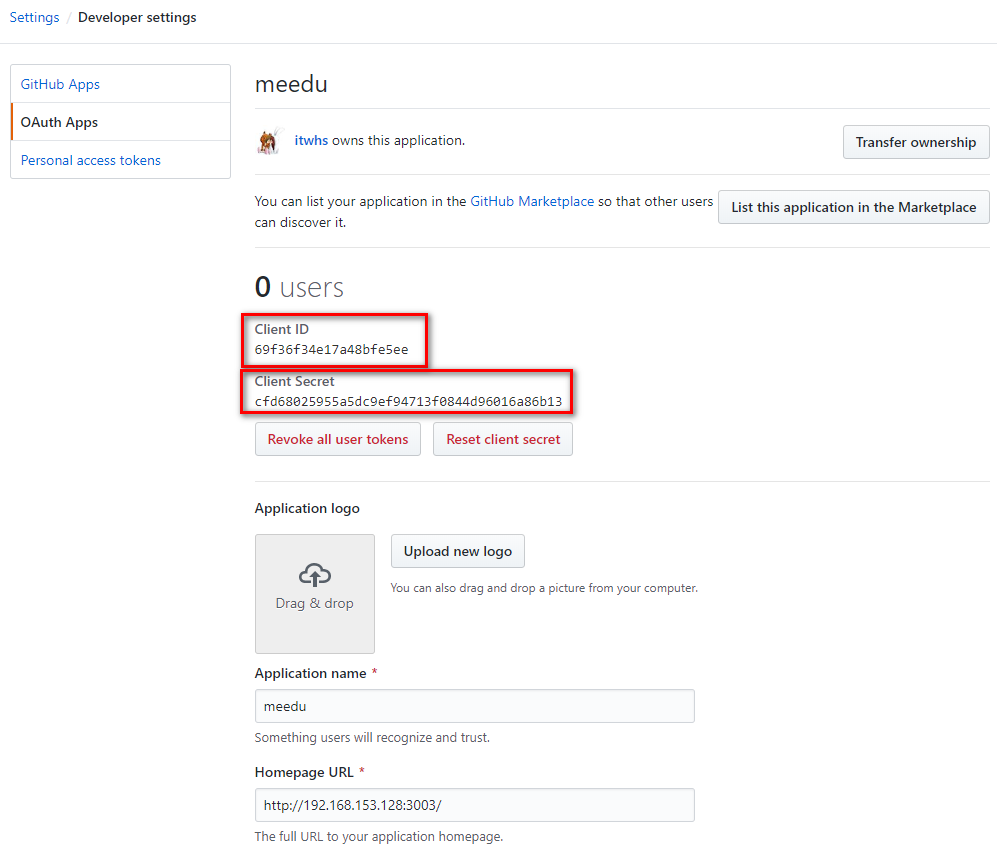 Settings / Developer settings
GitHub Apps
OAuth Apps
Personal access tokens
meedu
itwhs owns this application.
Transfer ownership
You can list your application in the GitHub Marketplace so that other users
can discover it.
List this application in the Marketplace
0 users
Client ID
69f36f34e17a48bfe5ee
Client Secret
cfd68025955a5dc9ef94713f0844d96016a86b13
Revoke all user tokens
Reset client secret
Application logo
Drag & drop
Upload new logo
You can also drag and drop a picture from your computer.
Application name *
meedu
Something users will recognize and trust.
Homepage URL *
http://192.168.153.128:3003/
The full URL to your application homepage.